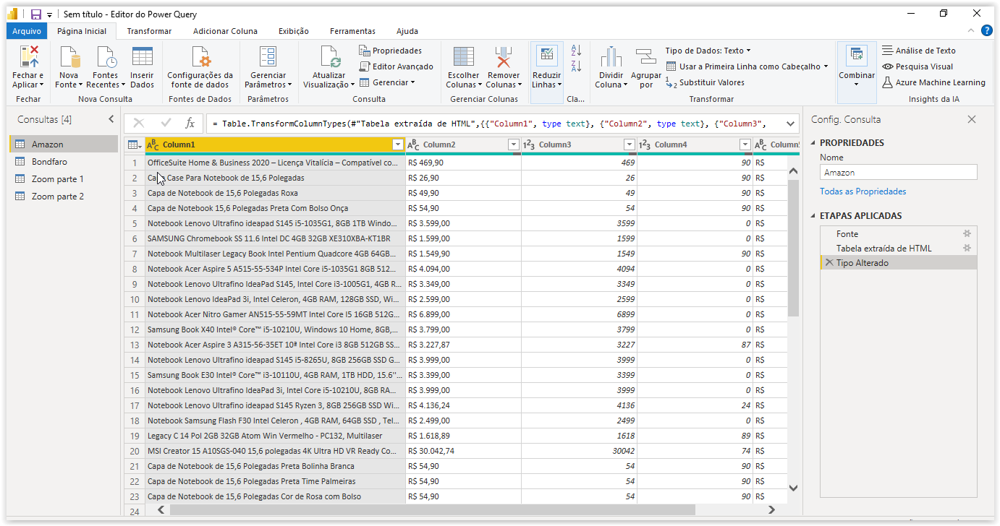 Sem título - Editor do Power Query
Arquivo Página Inicial Transformar Adicionar Coluna Exibição Ferramentas Ajuda
Fechar e Aplicar
Fechar
Nova Fonte
Fontes Recentes
Inserir Dados
Nova Consulta
Configurações da fonte de dados
Fontes de Dados
Gerenciar Parâmetros
Parâmetros
Atualizar Visualização
Propriedades
Editor Avançado
Gerenciar
Consulta
Escolher Colunas
Remover Colunas
Gerenciar Colunas
Reduzir Linhas
Cla...
Dividir Coluna
Agrupar por
Tipo de Dados: Texto
Usar a Primeira Linha como Cabeçalho
Substituir Valores
Transformar
Combinar
Análise de Texto
Pesquisa Visual
Azure Machine Learning
Insights da IA
Consultas [4]
Amazon
Bondfaro
Zoom parte 1
Zoom parte 2
= Table.TransformColumnTypes(#"Tabela extraída de HTML",{{"Column1", type text}, {"Column2", type text}, {"Column3",
Column1 Column2 Column3 Column4
1 OfficeSuite Home & Business 2020 – Licença Vitalícia – Compatível co... R$ 469,90 469 90 R$
2 Case Para Notebook de 15,6 Polegadas R$ 26,90 26 90 R$
3 Capa de Notebook de 15,6 Polegadas Roxa R$ 49,90 49 90 R$
4 Capa de Notebook 15,6 Polegadas Preta Com Bolso Onça R$ 54,90 54 90 R$
5 Notebook Lenovo Ultrafino ideapad S145 i5-1035G1, 8GB 1TB Windo... R$ 3.599,00 3599 0 R$
6 SAMSUNG Chromebook SS 11.6 Intel DC 4GB 32GB XE310XBA-KT1BR R$ 1.599,00 1599 0 R$
7 Notebook Multilaser Legacy Book Intel Pentium Quadcore 4GB 64GB... R$ 1.549,90 1549 90 R$
8 Notebook Acer Aspire 5 A515-55-534P Intel Core i5-1035G1 8GB 512... R$ 4.094,00 4094 0 R$
9 Notebook Lenovo Ultrafino IdeaPad S145, Intel Core i3-1005G1, 4GB R... R$ 3.349,00 3349 0 R$
10 Notebook Lenovo IdeaPad 3i, Intel Celeron, 4GB RAM, 128GB SSD, Wi... R$ 2.599,00 2599 0 R$
11 Notebook Acer Nitro Gamer AN515-55-59MT Intel Core I5 16GB 512G... R$ 6.899,00 6899 0 R$
12 Samsung Book X40 Intel® Core™ i5-10210U, Windows 10 Home, 8GB,... R$ 3.799,00 3799 0 R$
13 Notebook Acer Aspire 3 A315-56-35ET 10ª Intel Core i3 8GB 512GB SS... R$ 3.227,87 3227 87 R$
14 Notebook Lenovo Ultrafino ideapad S145 i5-8265U, 8GB 256GB SSD G... R$ 3.999,00 3999 0 R$
15 Samsung Book E30 Intel® Core™ i3-10110U, 4GB RAM, 1TB HDD, 15.6''... R$ 3.399,00 3399 0 R$
16 Notebook Lenovo Ultrafino IdeaPad 3i, Intel Core i5-10210U, 8GB RA... R$ 3.999,00 3999 0 R$
17 Notebook Lenovo Ultrafino ideapad S145 Ryzen 3, 8GB 256GB SSD Wi... R$ 4.136,24 4136 24 R$
18 Notebook Samsung Flash F30 Intel Celeron , 4GB RAM, 64GB SSD , Tel... R$ 2.499,00 2499 0 R$
19 Legacy C 14 Pol 2GB 32GB Atom Win Vermelho - PC132, Multilaser R$ 1.618,89 1618 89 R$
20 MSI Creator 15 A10SGS-040 15,6 polegadas 4K Ultra HD VR Ready Co... R$ 30.042,74 30042 74 R$
21 Capa de Notebook de 15,6 Polegadas Preta Bolinha Branca R$ 54,90 54 90 R$
22 Capa de Notebook de 15,6 Polegadas Preta Time Palmeiras R$ 54,90 54 90 R$
23 Capa de Notebook de 15,6 Polegadas Cor de Rosa com Bolso R$ 54,90 54 90 R$
24
Config. Consulta
PROPRIEDADES
Nome
Amazon
Todas as Propriedades
ETAPAS APLICADAS
Fonte
Tabela extraída de HTML
Tipo Alterado